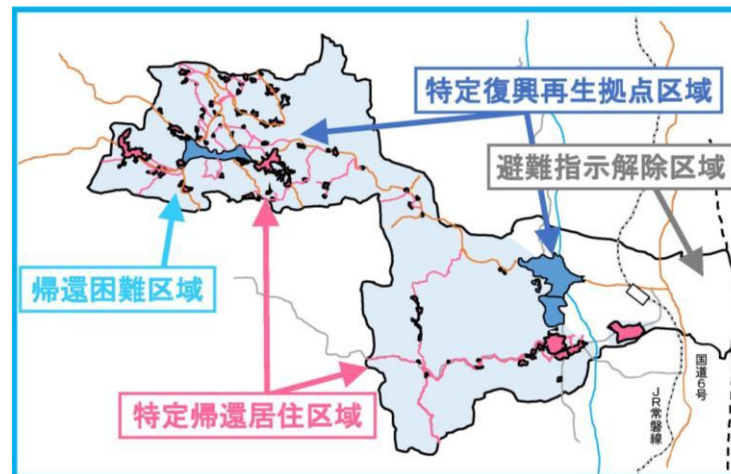 特定復興再生拠点区域
避難指示解除区域
帰還困難区域
特定帰還居住区域
国道6号
JR常磐線